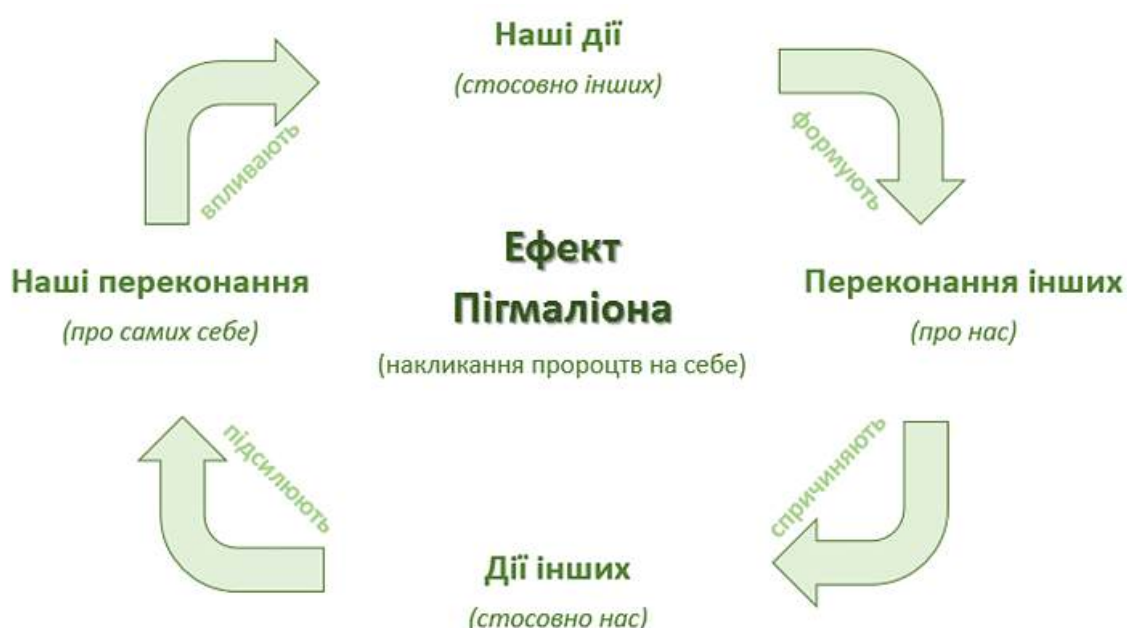 Наші дії
(стосовно інших)
впливають
формують
Ефект
Пігмаліона
(накликання пророцтв на себе)
Наші переконання
(про самих себе)
Переконання інших
(про нас)
підсилюють
спричиняють
Дії інших
(стосовно нас)